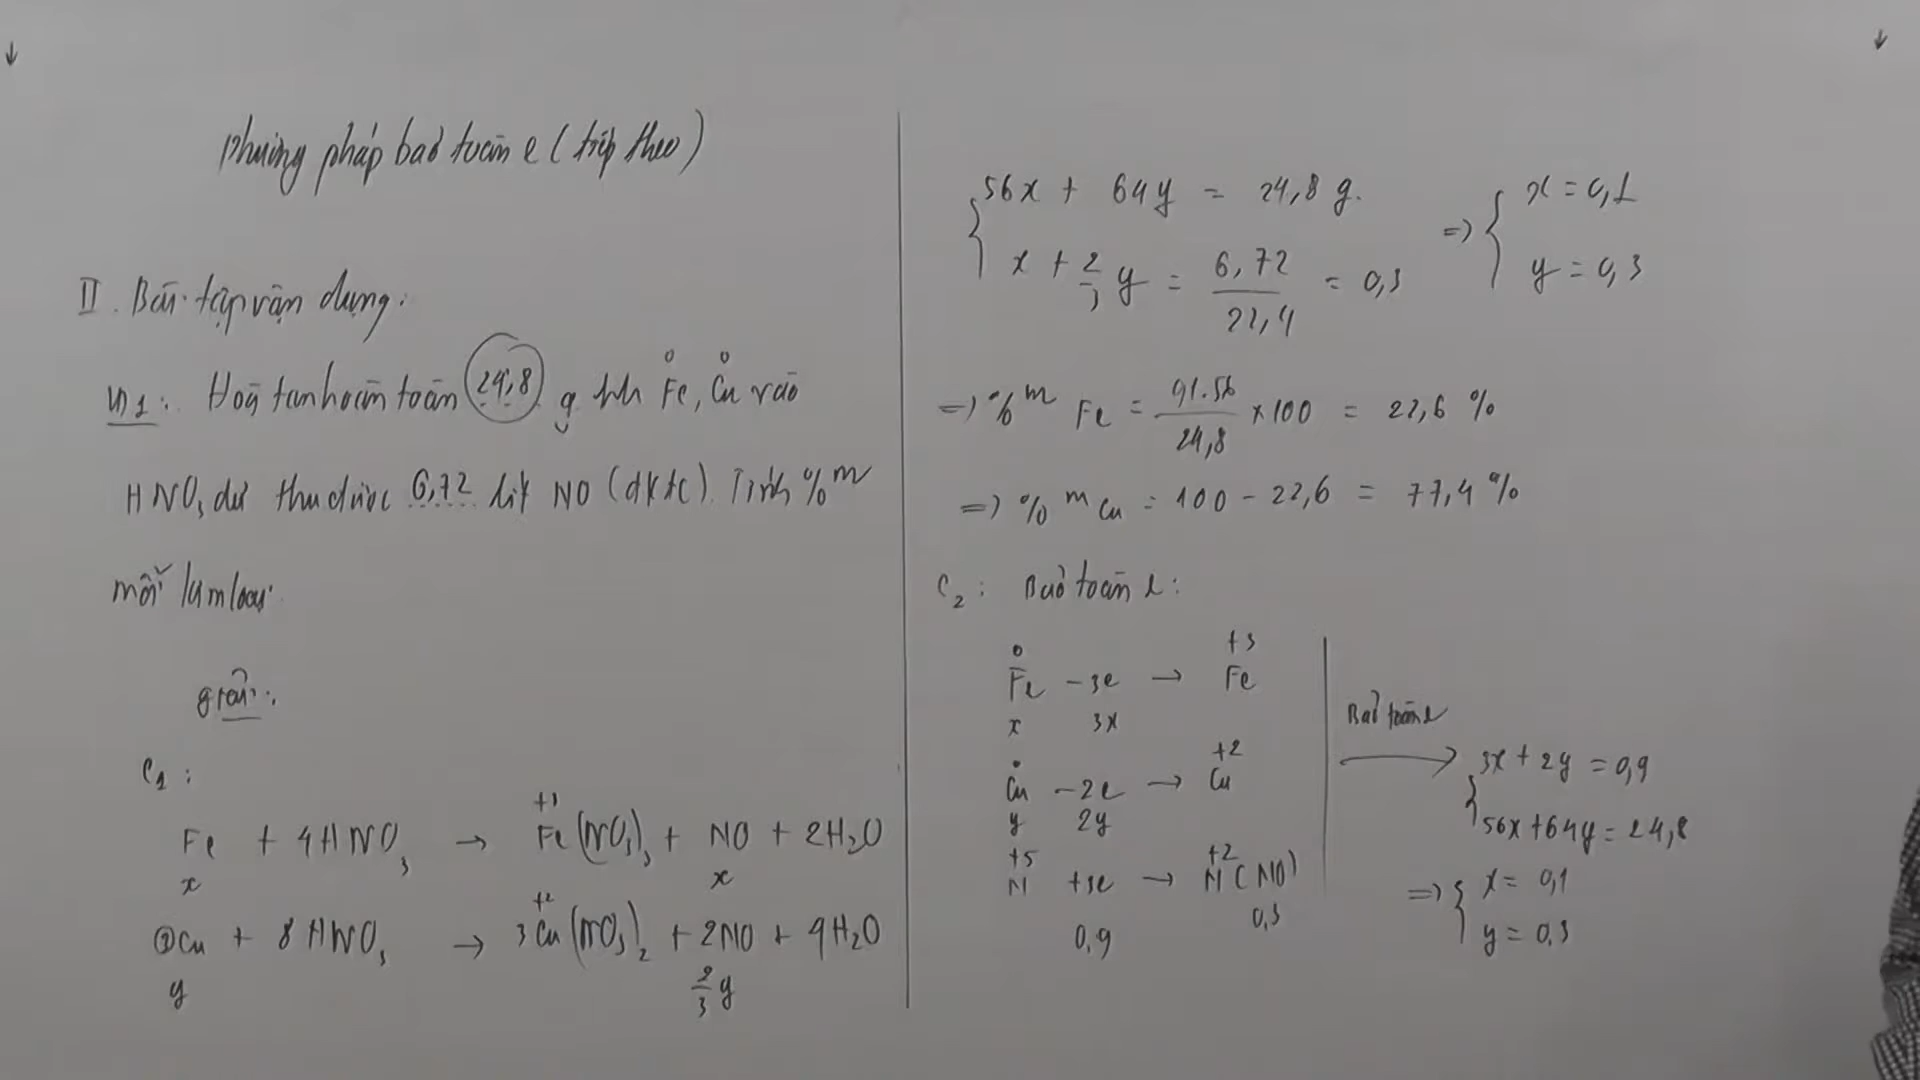 Phương pháp bảo toàn e (tiếp theo)
II. Bài tập vận dụng:
VD1: Hoà tan hoàn toàn 24,8 g hh Fe, Cu vào
HNO3 dư thu được 6,72 lít NO (đktc). Tính %m
mỗi kim loại.
giải:
C1:
Fe + 4HNO3 → Fe(NO3)3 + NO + 2H2O
x x
3Cu + 8HNO3 → 3Cu(NO3)2 + 2NO + 4H2O
y 2/3 y
56x + 64y = 24,8 g. => x = 0,1
x + 2/3 y = 6,72/22,4 = 0,3 y = 0,3
=> %m Fe = 0,1.56/24,8 x 100 = 22,6 %
=> %m Cu = 100 - 22,6 = 77,4 %
C2: Bảo toàn e:
0 +3
Fe - 3e → Fe
x 3x
0 +2
Cu - 2e → Cu
y 2y
+5 +2
N + 3e → N (NO)
0,9 0,3
Bảo toàn e
→ 3x + 2y = 0,9
56x + 64y = 24,8
=> x = 0,1
y = 0,3